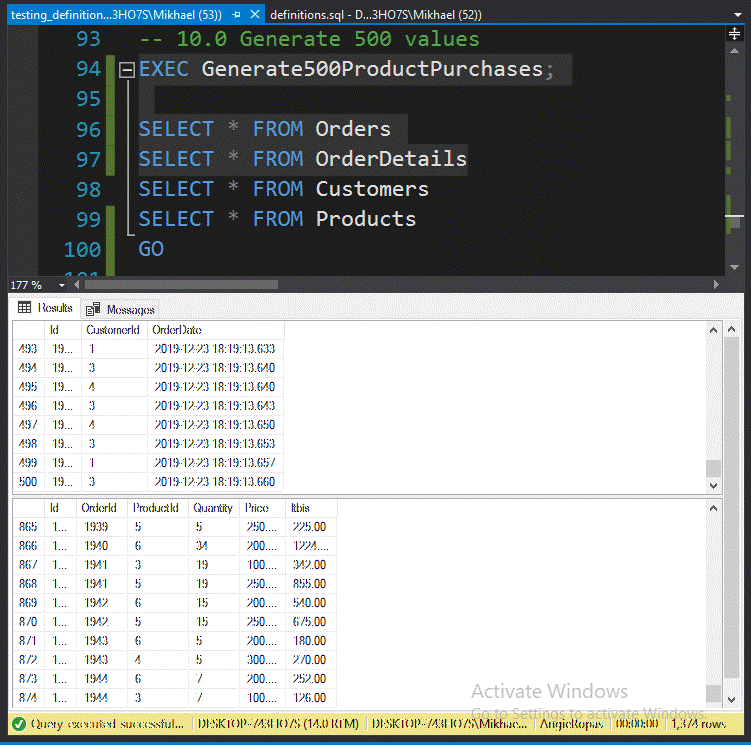 testing_definition...3HO7S\Mikhael (53)) definitions.sql - D...3HO7S\Mikhael (52))
93 -- 10.0 Generate 500 values
94 EXEC Generate500ProductPurchases;
95
96 SELECT * FROM Orders
97 SELECT * FROM OrderDetails
98 SELECT * FROM Customers
99 SELECT * FROM Products
100 GO
177 %
Results Messages
Id CustomerId OrderDate
493 19... 1 2019-12-23 18:19:13.633
494 19... 3 2019-12-23 18:19:13.640
495 19... 4 2019-12-23 18:19:13.640
496 19... 3 2019-12-23 18:19:13.643
497 19... 4 2019-12-23 18:19:13.650
498 19... 3 2019-12-23 18:19:13.653
499 19... 1 2019-12-23 18:19:13.657
500 19... 3 2019-12-23 18:19:13.660
Id OrderId ProductId Quantity Price Itbis
865 1... 1939 5 5 250.... 225.00
866 1... 1940 6 34 200.... 1224....
867 1... 1941 3 19 100.... 342.00
868 1... 1941 5 19 250.... 855.00
869 1... 1942 6 15 200.... 540.00
870 1... 1942 5 15 250.... 675.00
871 1... 1943 6 5 200.... 180.00
872 1... 1943 4 5 300.... 270.00
873 1... 1944 6 7 200.... 252.00
874 1... 1944 3 7 100.... 126.00
Activate Windows
Go to Settings to activate Windows.
Query executed successful... DESKTOP-743HO7S (14.0 RTM) DESKTOP-743HO7S\Mikhae... AngieRopas 00:00:00 1,374 rows